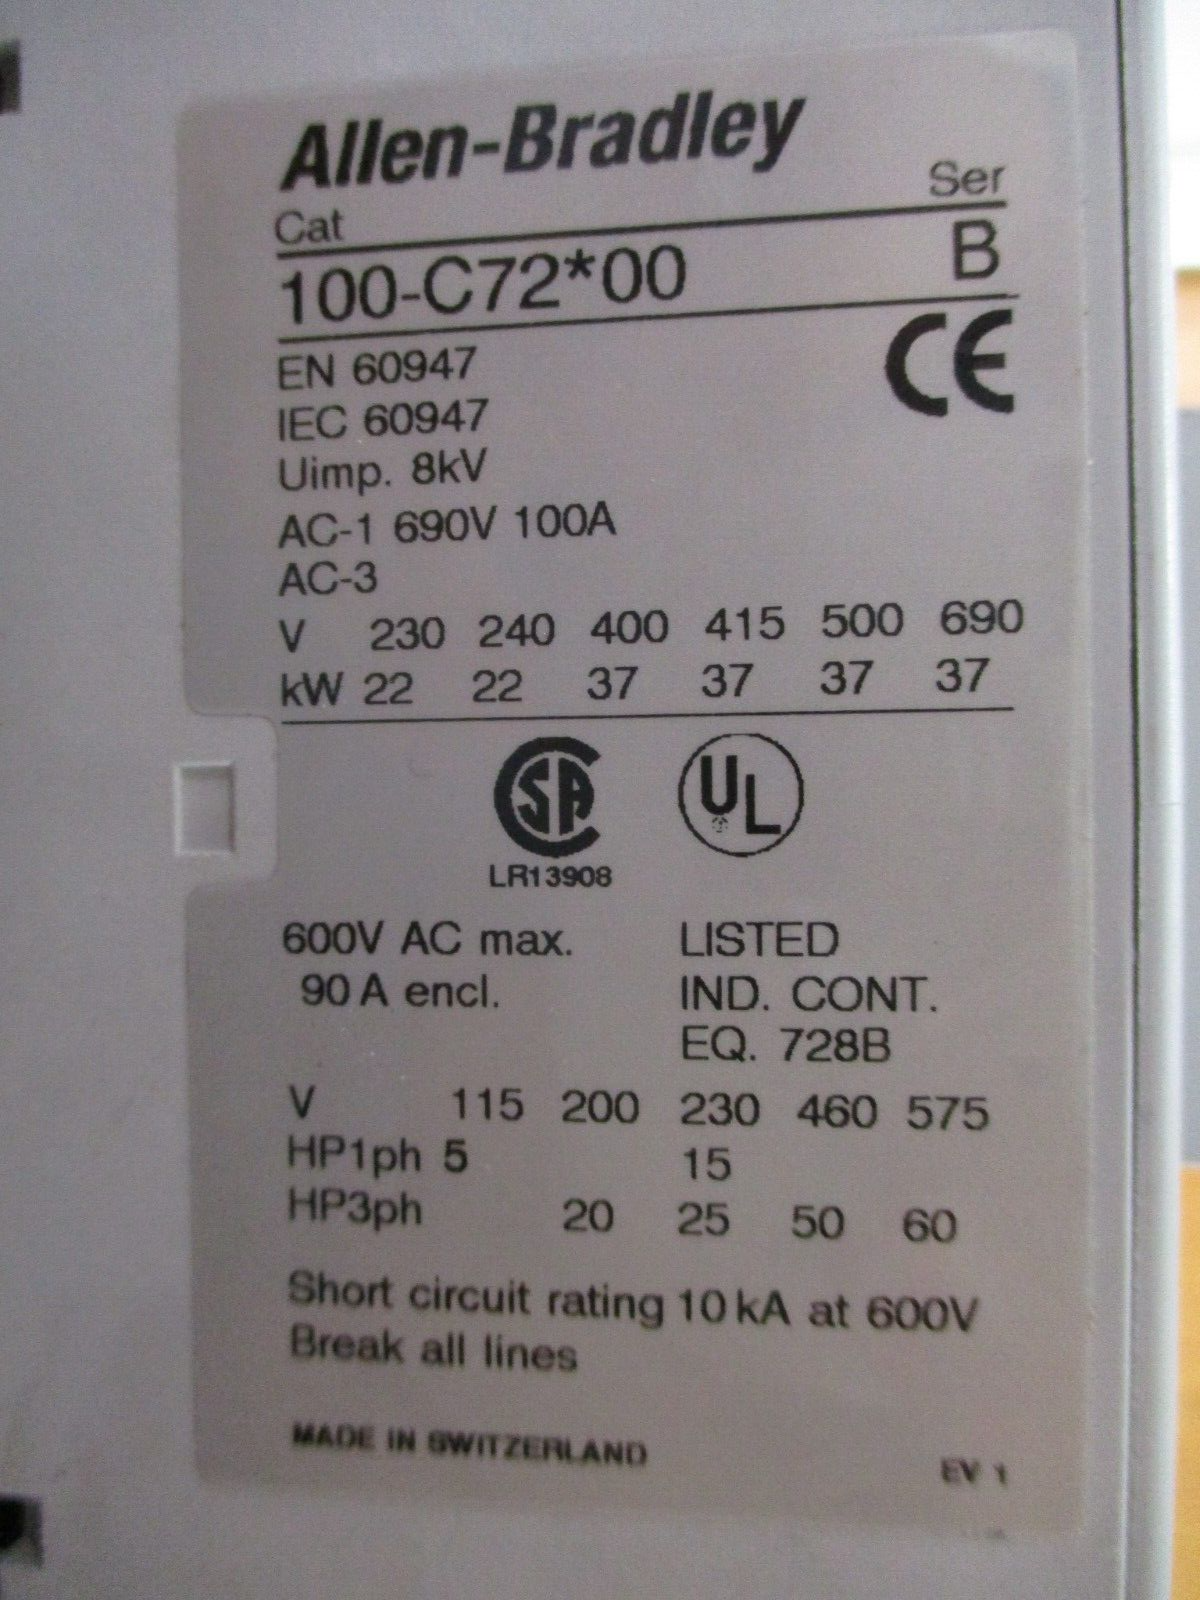 Allen-Bradley
Cat Ser
100-C72*00 B
CE
EN 60947
IEC 60947
Uimp. 8kV
AC-1 690V 100A
AC-3
V 230 240 400 415 500 690
kW 22 22 37 37 37 37
CSA UL
LR13908
600V AC max. LISTED
90 A encl. IND. CONT.
EQ. 728B
V 115 200 230 460 575
HP1ph 5 15
HP3ph 20 25 50 60
Short circuit rating 10 kA at 600V
Break all lines
MADE IN SWITZERLAND
EV 1